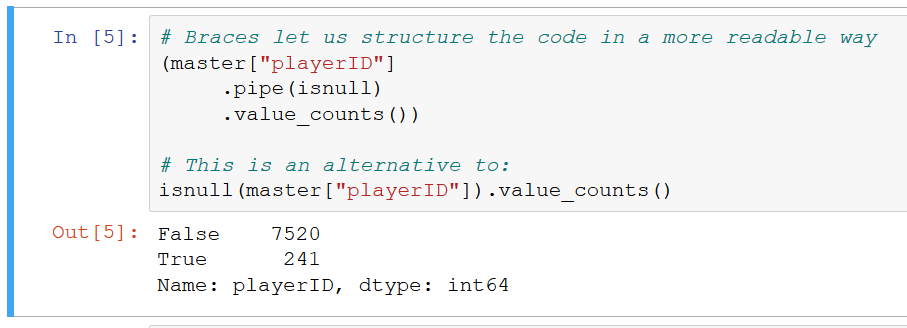 In [5]: # Braces let us structure the code in a more readable way
(master["playerID"]
     .pipe(isnull)
     .value_counts())

# This is an alternative to:
isnull(master["playerID"]).value_counts()
Out[5]: False    7520
True      241
Name: playerID, dtype: int64